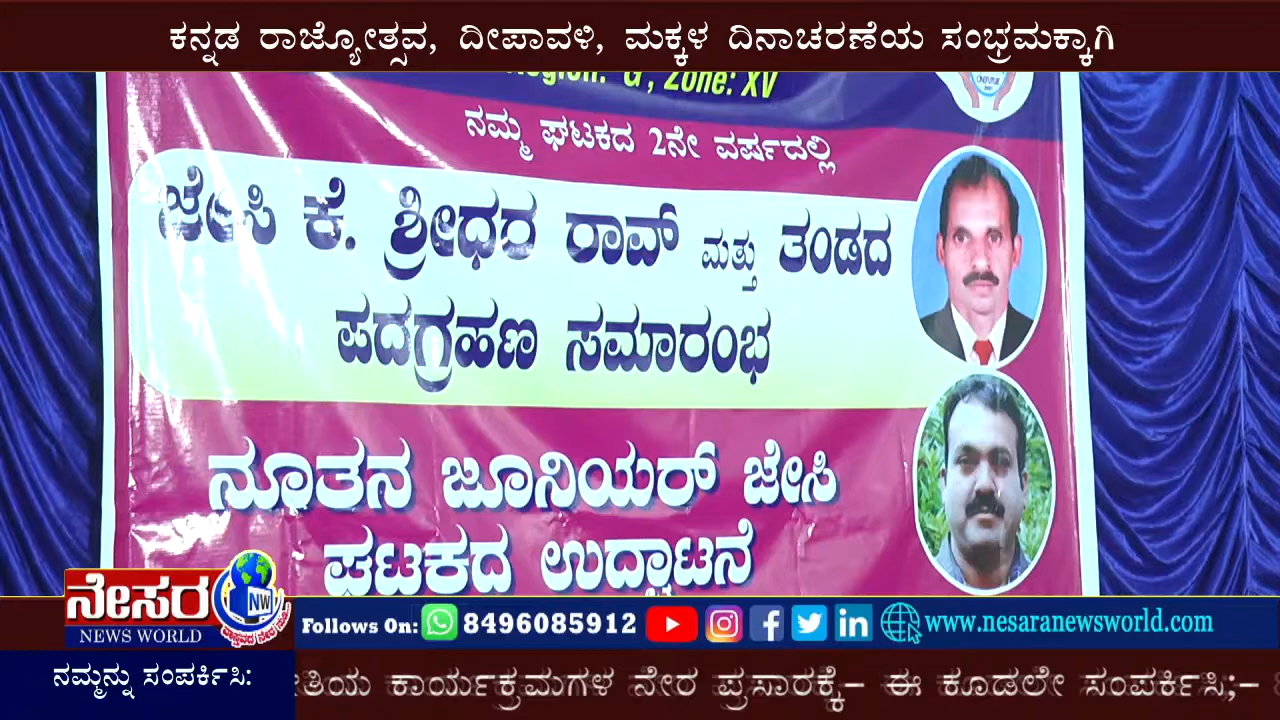 ಕನ್ನಡ ರಾಜ್ಯೋತ್ಸವ, ದೀಪಾವಳಿ, ಮಕ್ಕಳ ದಿನಾಚರಣೆಯ ಸಂಭ್ರಮಕ್ಕಾಗಿ
Region: 'G', Zone: XV
ನಮ್ಮ ಘಟಕದ 2ನೇ ವರ್ಷದಲ್ಲಿ
ಜೇಸಿ ಕೆ. ಶ್ರೀಧರ ರಾವ್ ಮತ್ತು ತಂಡದ
ಪದಗ್ರಹಣ ಸಮಾರಂಭ
ನೂತನ ಜೂನಿಯರ್ ಜೇಸಿ
ಘಟಕದ ಉದ್ಘಾಟನೆ
ನೇಸರ
NW
NEWS WORLD
Follows On: 8496085912
www.nesaranewsworld.com
ನಮ್ಮನ್ನು ಸಂಪರ್ಕಿಸಿ:
ತಿಯ ಕಾರ್ಯಕ್ರಮಗಳ ನೇರ ಪ್ರಸಾರಕ್ಕೆ– ಈ ಕೂಡಲೇ ಸಂಪರ್ಕಿಸಿ;–